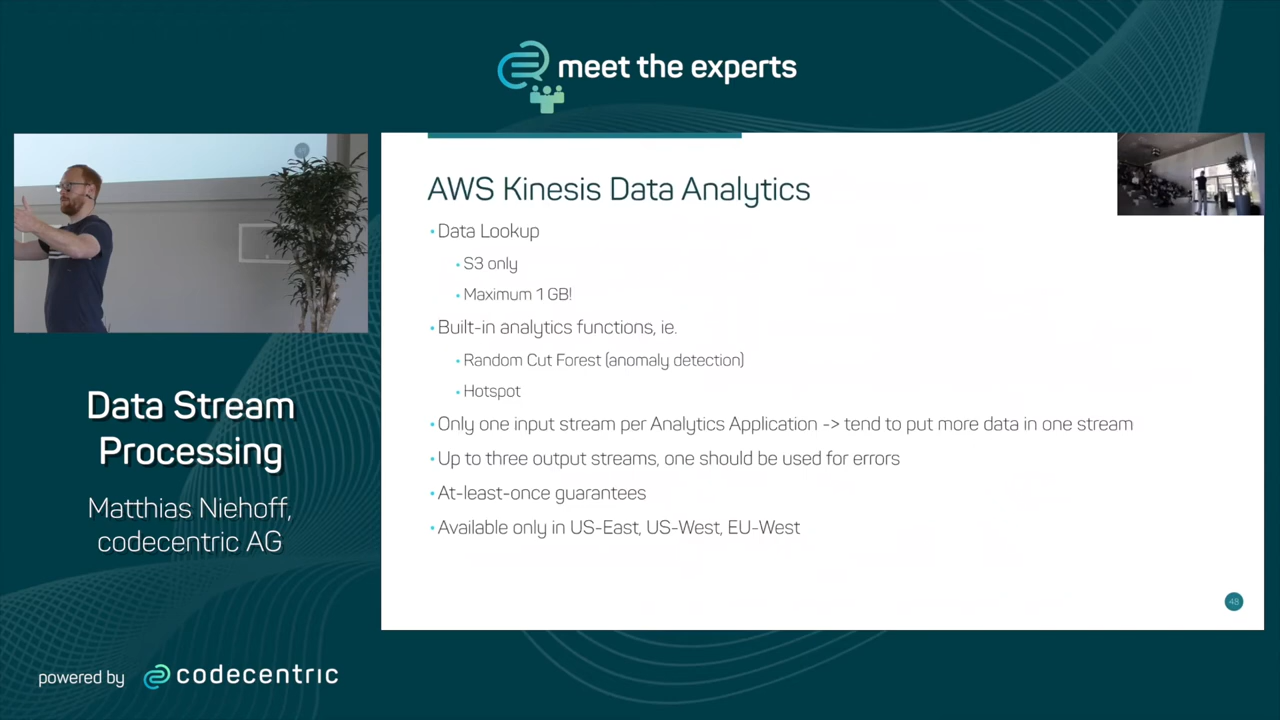 meet the experts
AWS Kinesis Data Analytics
•Data Lookup
•S3 only
•Maximum 1 GB!
•Built-in analytics functions, ie.
•Random Cut Forest (anomaly detection)
•Hotspot
•Only one input stream per Analytics Application -> tend to put more data in one stream
•Up to three output streams, one should be used for errors
•At-least-once guarantees
•Available only in US-East, US-West, EU-West
48
Data Stream
Processing
Matthias Niehoff,
codecentric AG
powered by codecentric